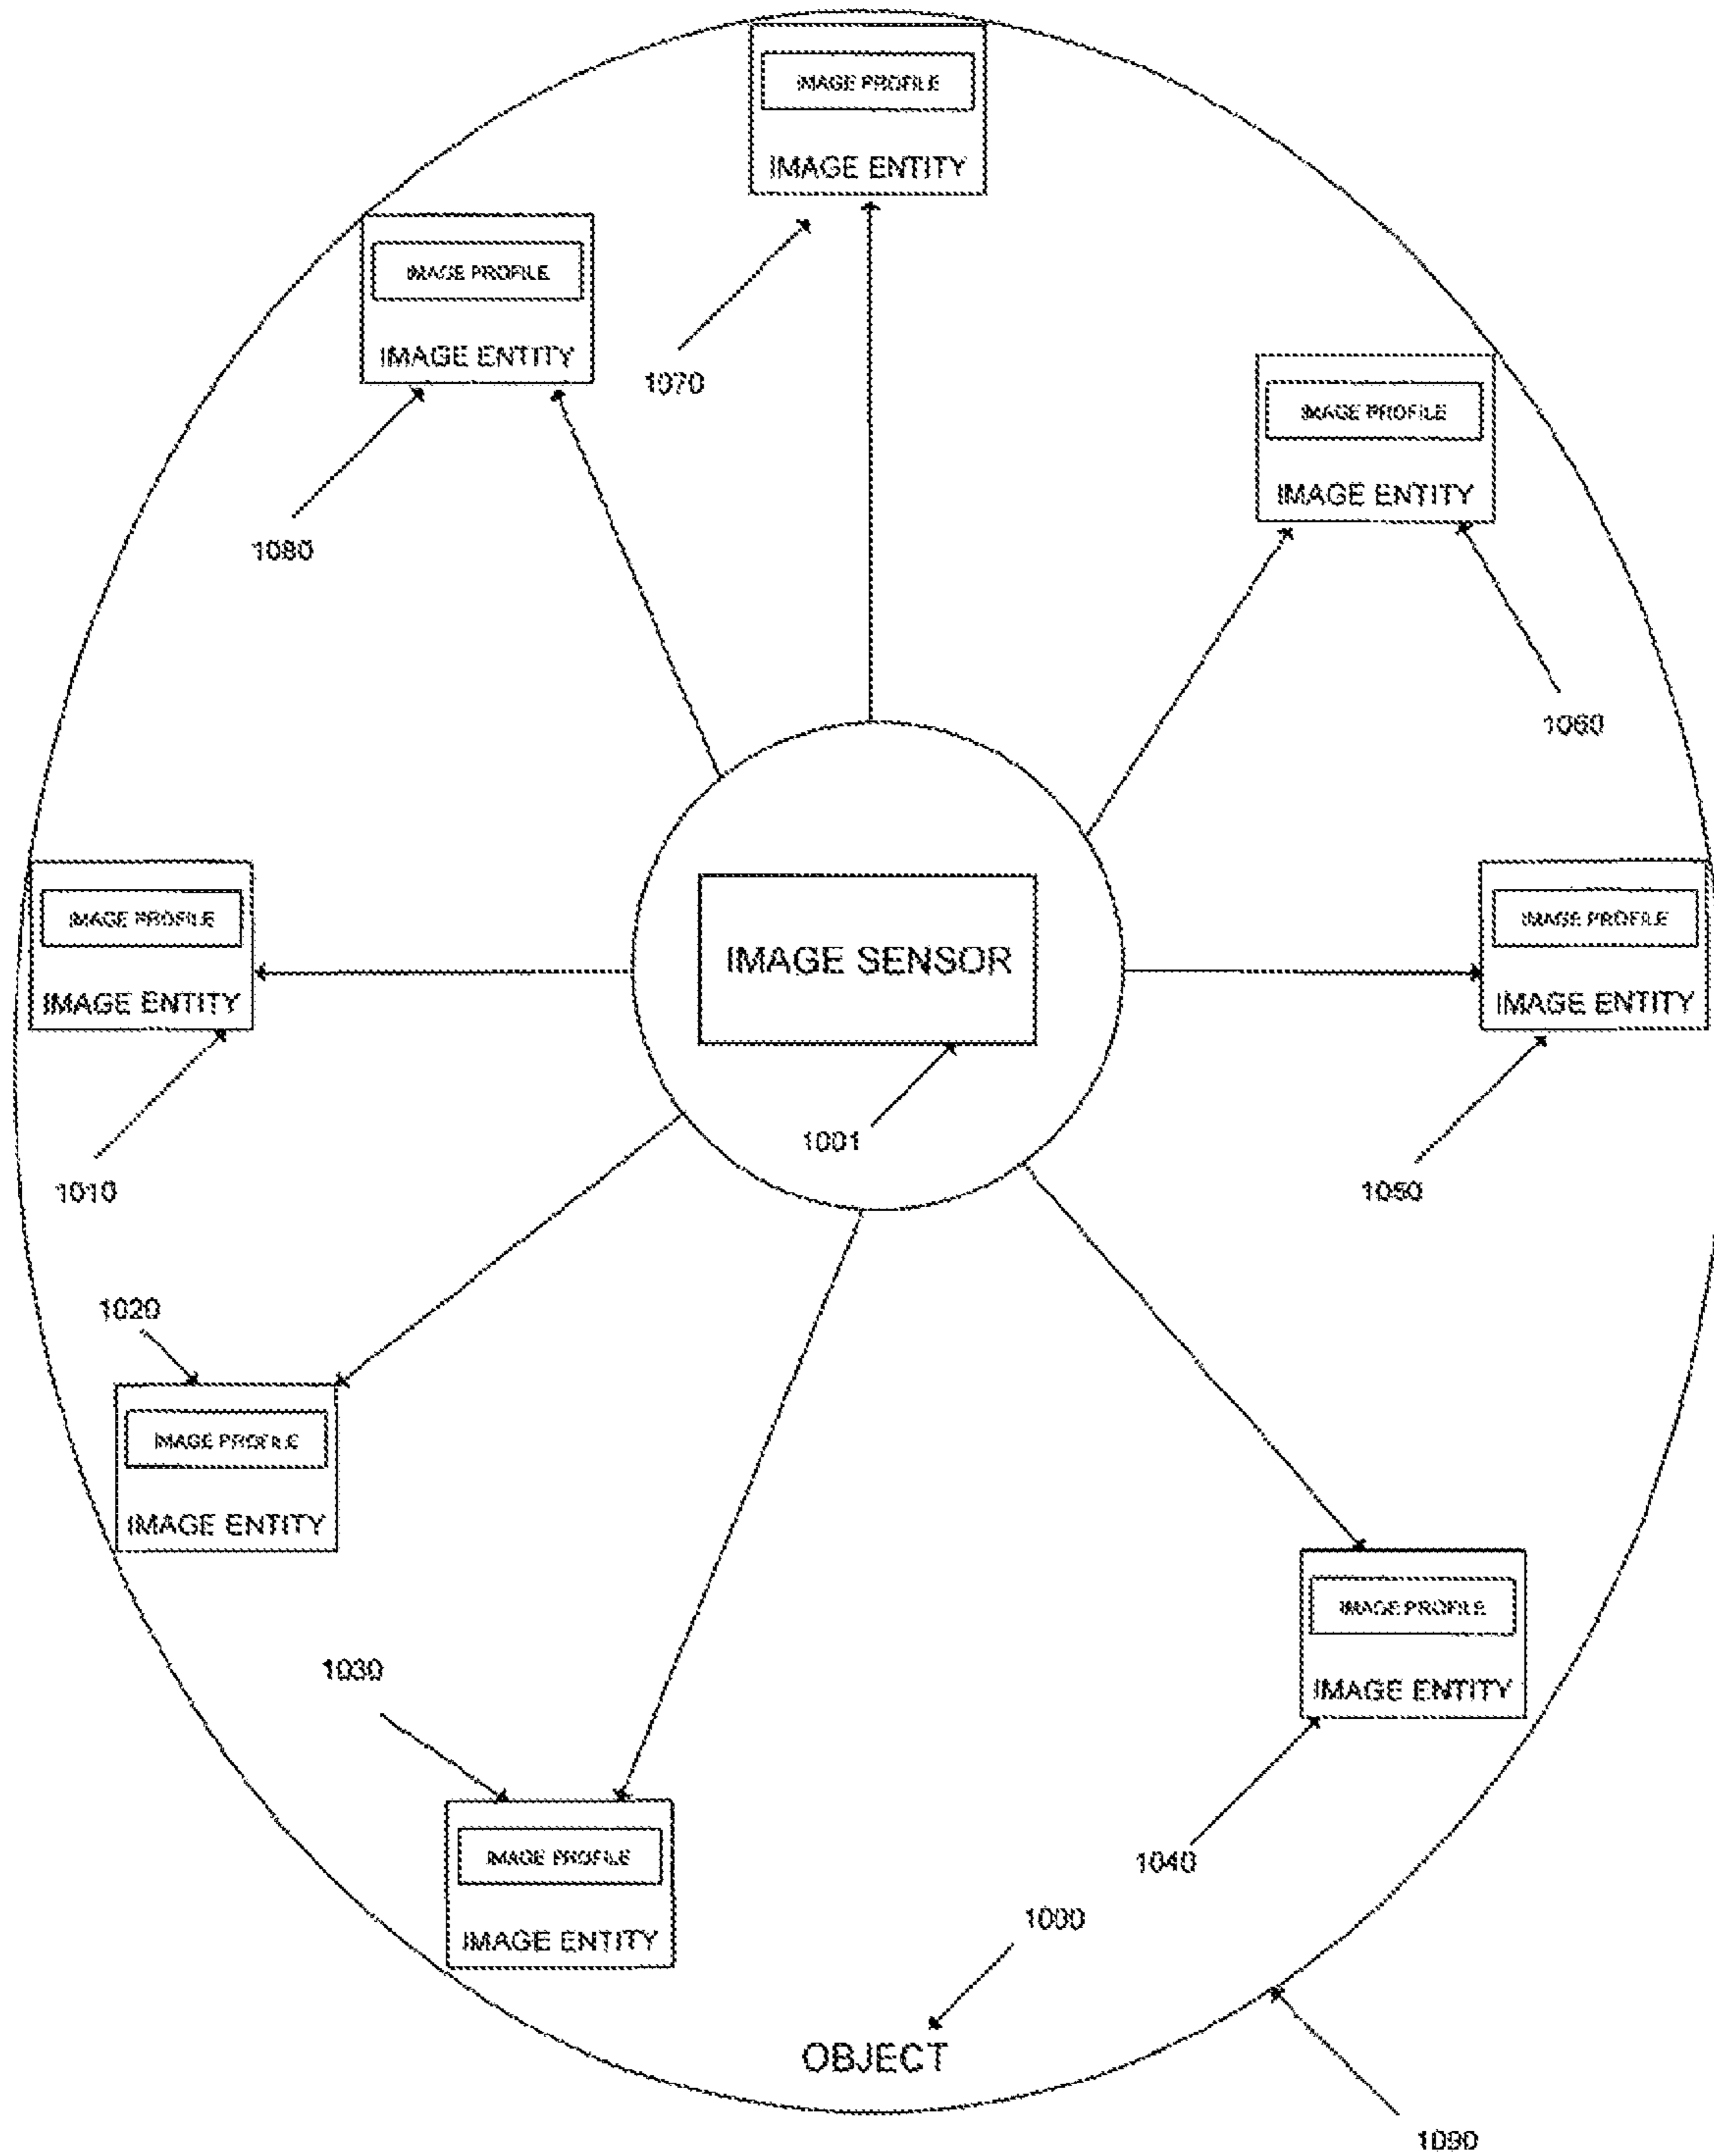 IMAGE PROFILE
IMAGE ENTITY
IMAGE PROFILE
IMAGE ENTITY
1070
IMAGE PROFILE
IMAGE ENTITY
1080
1060
IMAGE PROFILE
IMAGE ENTITY
IMAGE SENSOR
IMAGE PROFILE
IMAGE ENTITY
1001
1010
1050
1020
IMAGE PROFILE
IMAGE ENTITY
IMAGE PROFILE
IMAGE ENTITY
1030
IMAGE PROFILE
IMAGE ENTITY
1040
1000
OBJECT
1090